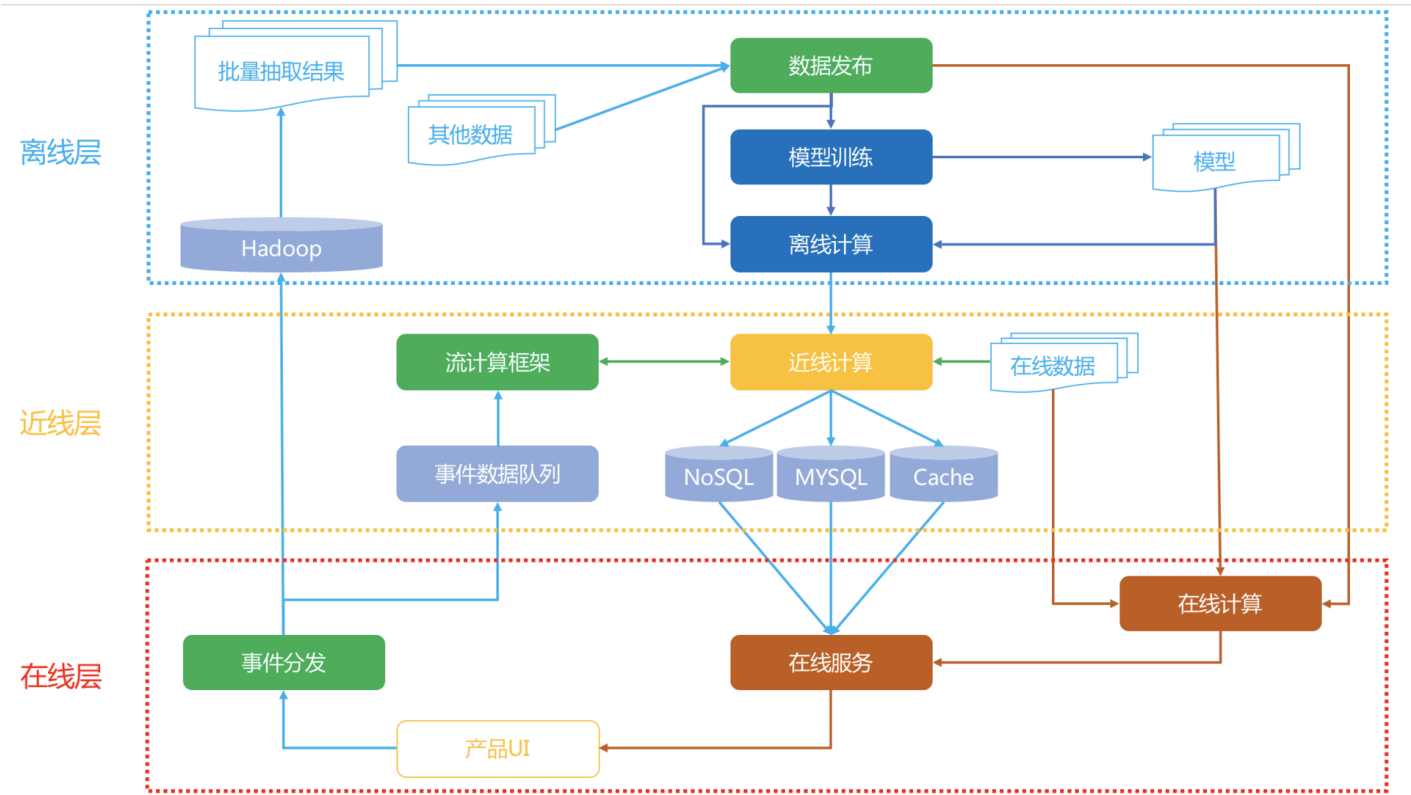 离线层
批量抽取结果
其他数据
数据发布
模型训练
模型
离线计算
Hadoop
近线层
流计算框架
近线计算
在线数据
事件数据队列
NoSQL
MYSQL
Cache
在线层
在线计算
事件分发
在线服务
产品UI